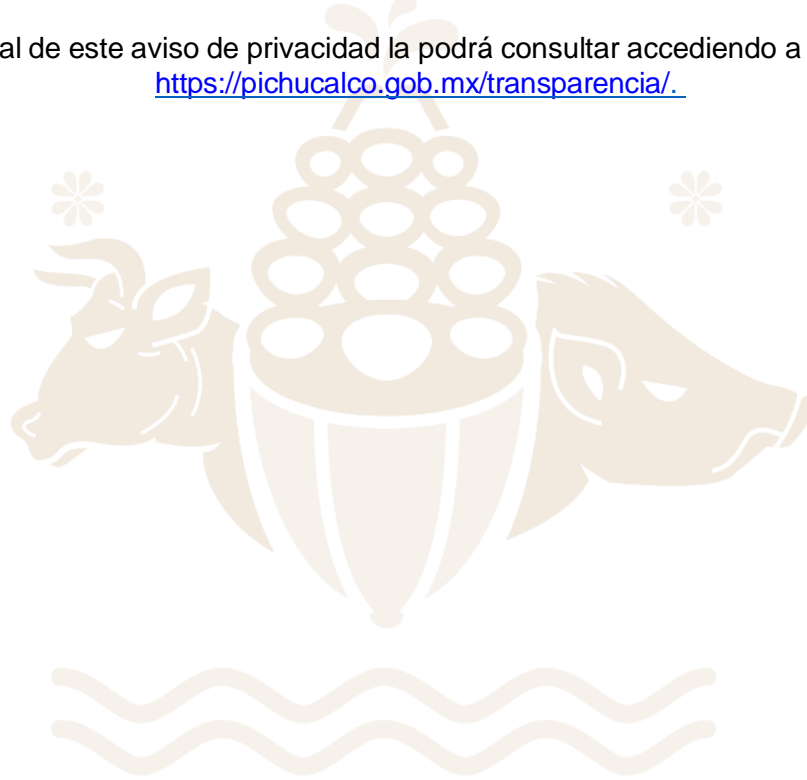 al de este aviso de privacidad la podrá consultar accediendo a
https://pichucalco.gob.mx/transparencia/.